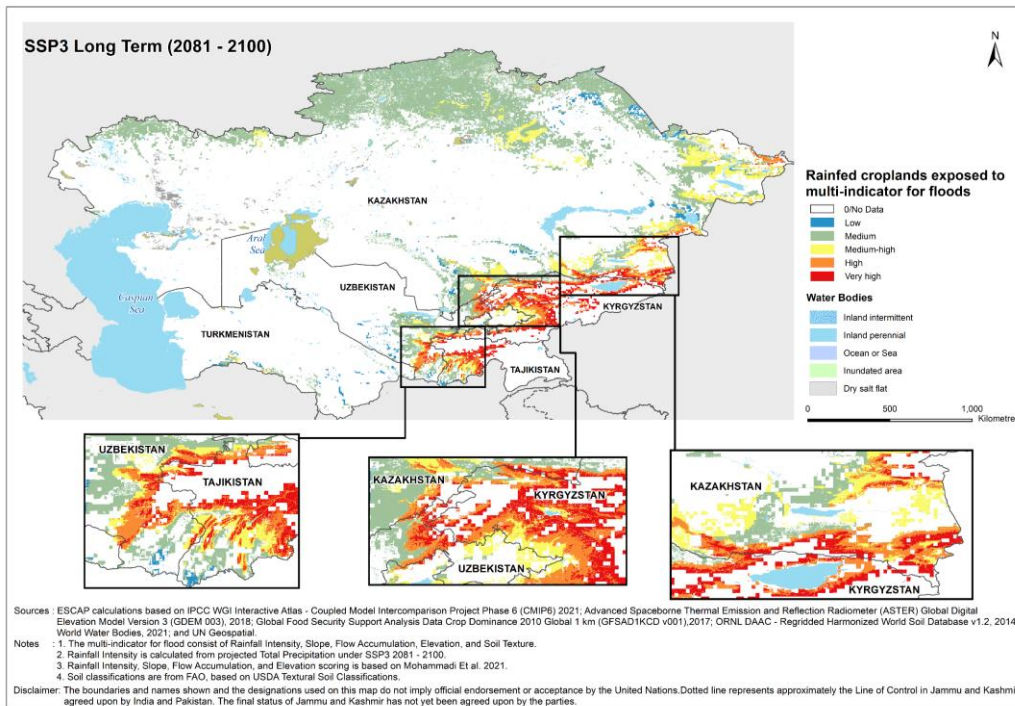 SSP3 Long Term (2081 - 2100)
N
KAZAKHSTAN
Aral
Sea
UZBEKISTAN
Caspian
Sea
TURKMENISTAN
KYRGYZSTAN
TAJIKISTAN
Rainfed croplands exposed to
multi-indicator for floods
0/No Data
Low
Medium
Medium-high
High
Very high
Water Bodies
Inland intermittent
Inland perennial
Ocean or Sea
Inundated area
Dry salt flat
0 500 1,000
Kilometre
UZBEKISTAN
TAJIKISTAN
KAZAKHSTAN
KYRGYZSTAN
UZBEKISTAN
KAZAKHSTAN
KYRGYZSTAN
Sources : ESCAP calculations based on IPCC WGI Interactive Atlas - Coupled Model Intercomparison Project Phase 6 (CMIP6) 2021; Advanced Spaceborne Thermal Emission and Reflection Radiometer (ASTER) Global Digital
Elevation Model Version 3 (GDEM 003), 2018; Global Food Security Support Analysis Data Crop Dominance 2010 Global 1 km (GFSAD1KCD v001),2017; ORNL DAAC - Regridded Harmonized World Soil Database v1.2, 2014
World Water Bodies, 2021; and UN Geospatial.
Notes : 1. The multi-indicator for flood consist of Rainfall Intensity, Slope, Flow Accumulation, Elevation, and Soil Texture.
2. Rainfall Intensity is calculated from projected Total Precipitation under SSP3 2081 - 2100.
3. Rainfall Intensity, Slope, Flow Accumulation, and Elevation scoring is based on Mohammadi Et al. 2021.
4. Soil classifications are from FAO, based on USDA Textural Soil Classifications.
Disclaimer: The boundaries and names shown and the designations used on this map do not imply official endorsement or acceptance by the United Nations.Dotted line represents approximately the Line of Control in Jammu and Kashmi
agreed upon by India and Pakistan. The final status of Jammu and Kashmir has not yet been agreed upon by the parties.